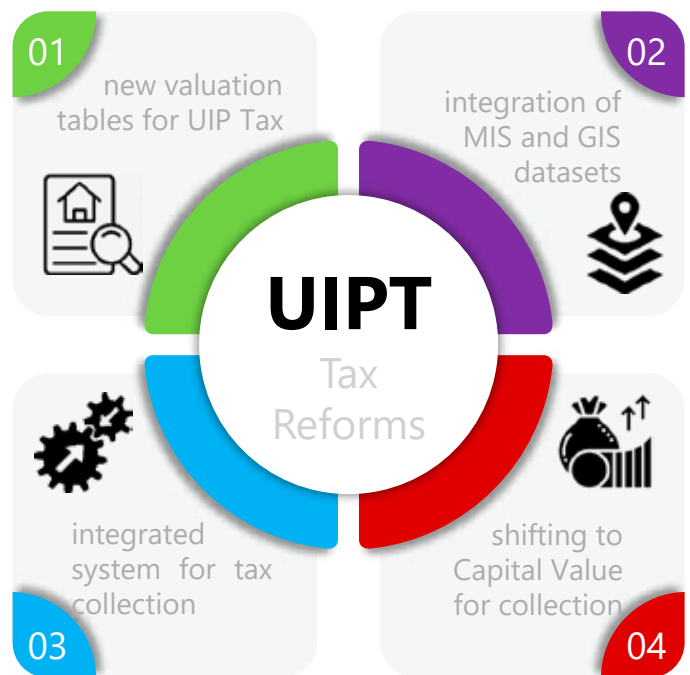 01
new valuation
tables for UIP Tax
02
integration of
MIS and GIS
datasets
UIPT
Tax
Reforms
integrated
system for tax
collection
03
shifting to
Capital Value
for collection
04